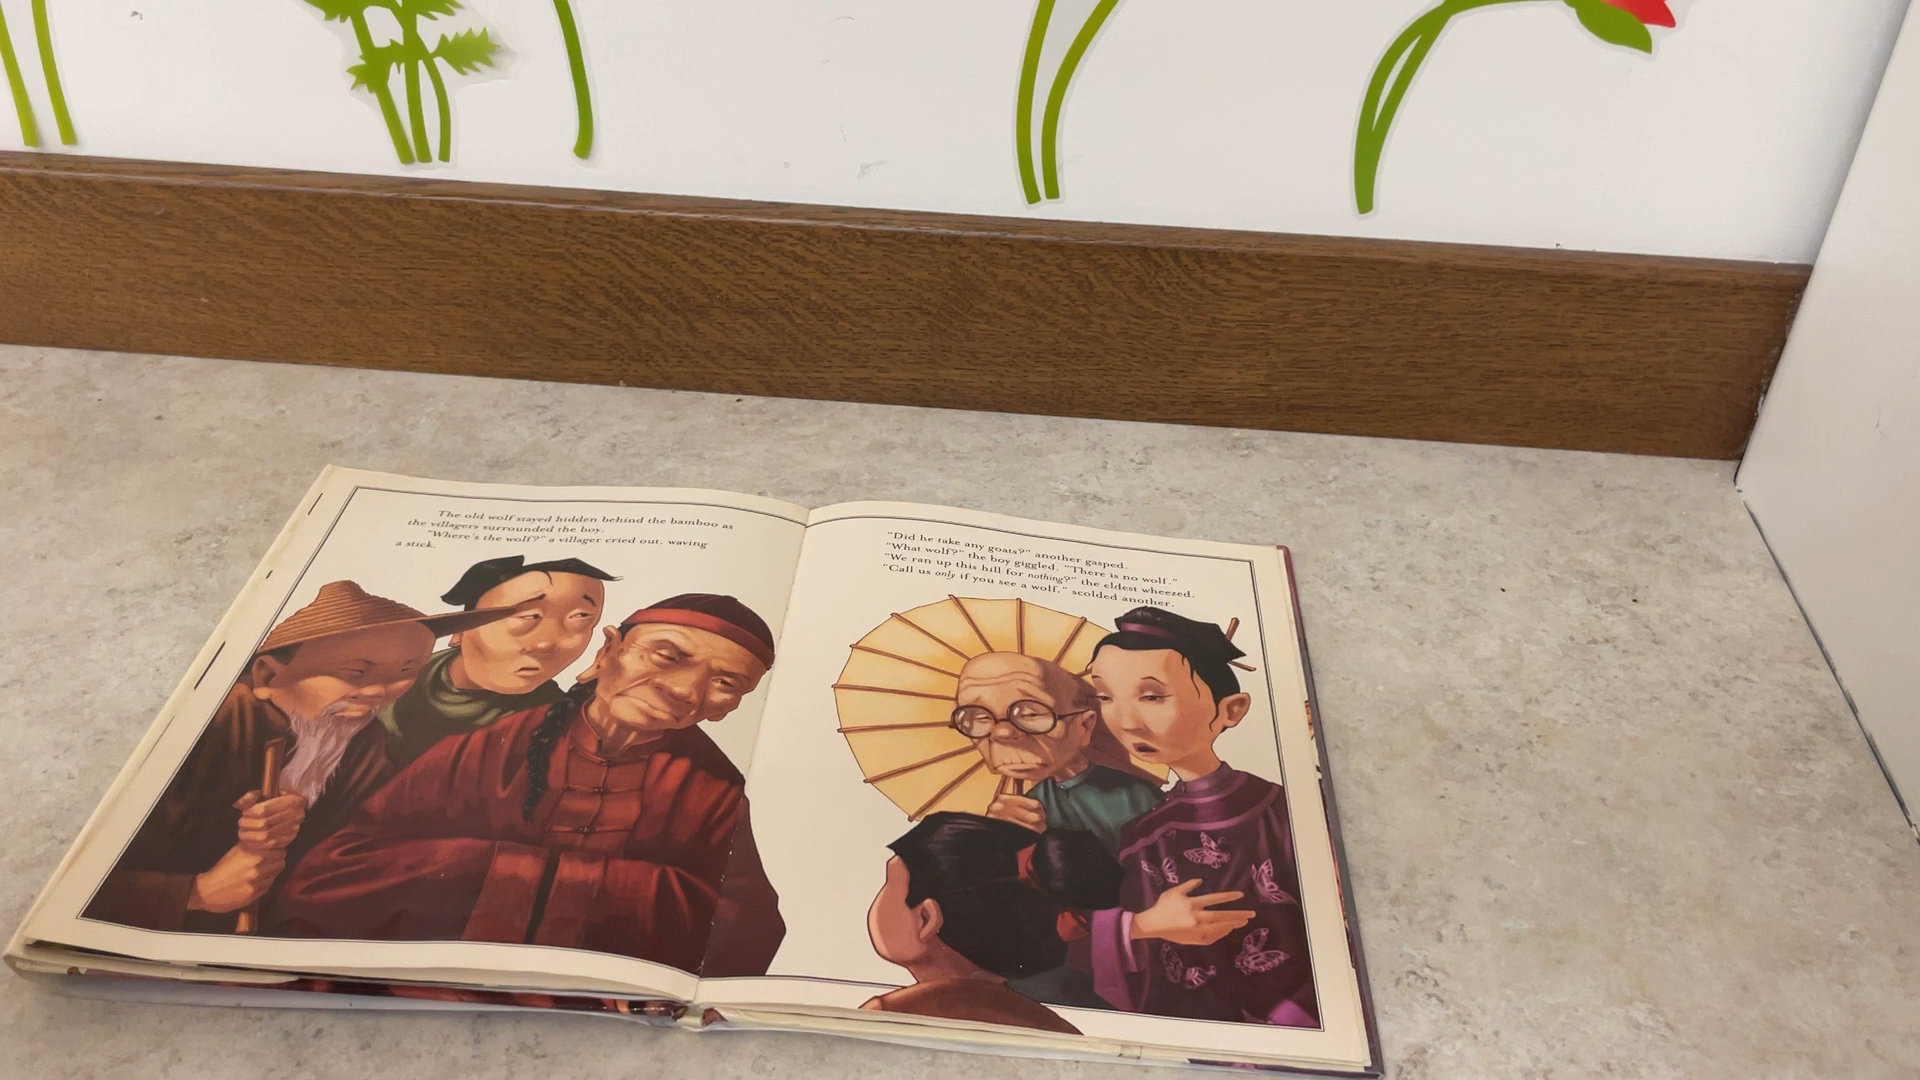 The old wolf stayed hidden behind the bamboo as
the villagers surrounded the boy.
"Where's the wolf?" a villager cried out, waving
a stick.
"Did he take any goats?" another gasped.
"What wolf?" the boy giggled. "There is no wolf."
"We ran up this hill for nothing?" the eldest wheezed.
"Call us only if you see a wolf," scolded another.